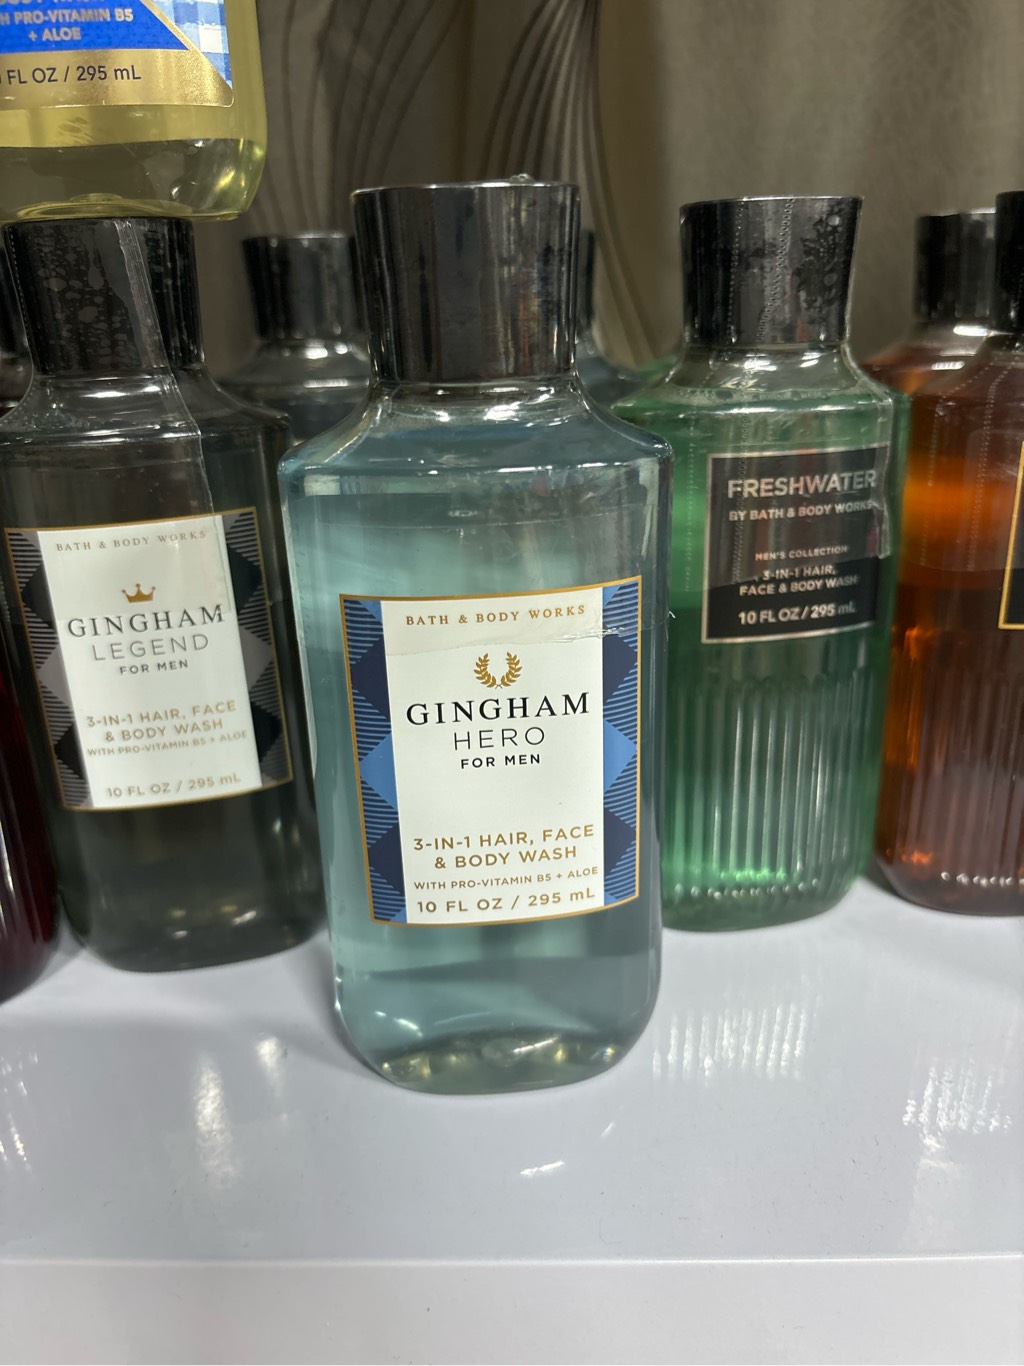 PRO-VITAMIN B5
+ ALOE
FL OZ / 295 mL
BATH & BODY WORKS
GINGHAM
LEGEND
FOR MEN
3-IN-1 HAIR, FACE
& BODY WASH
WITH PRO-VITAMIN B5 + ALOE
10 FL OZ / 295 mL
BATH & BODY WORKS
GINGHAM
HERO
FOR MEN
3-IN-1 HAIR, FACE
& BODY WASH
WITH PRO-VITAMIN B5 + ALOE
10 FL OZ / 295 mL
FRESHWATER
BY BATH & BODY WORKS
MEN'S COLLECTION
3-IN-1 HAIR,
FACE & BODY WASH
10 FL OZ / 295 mL